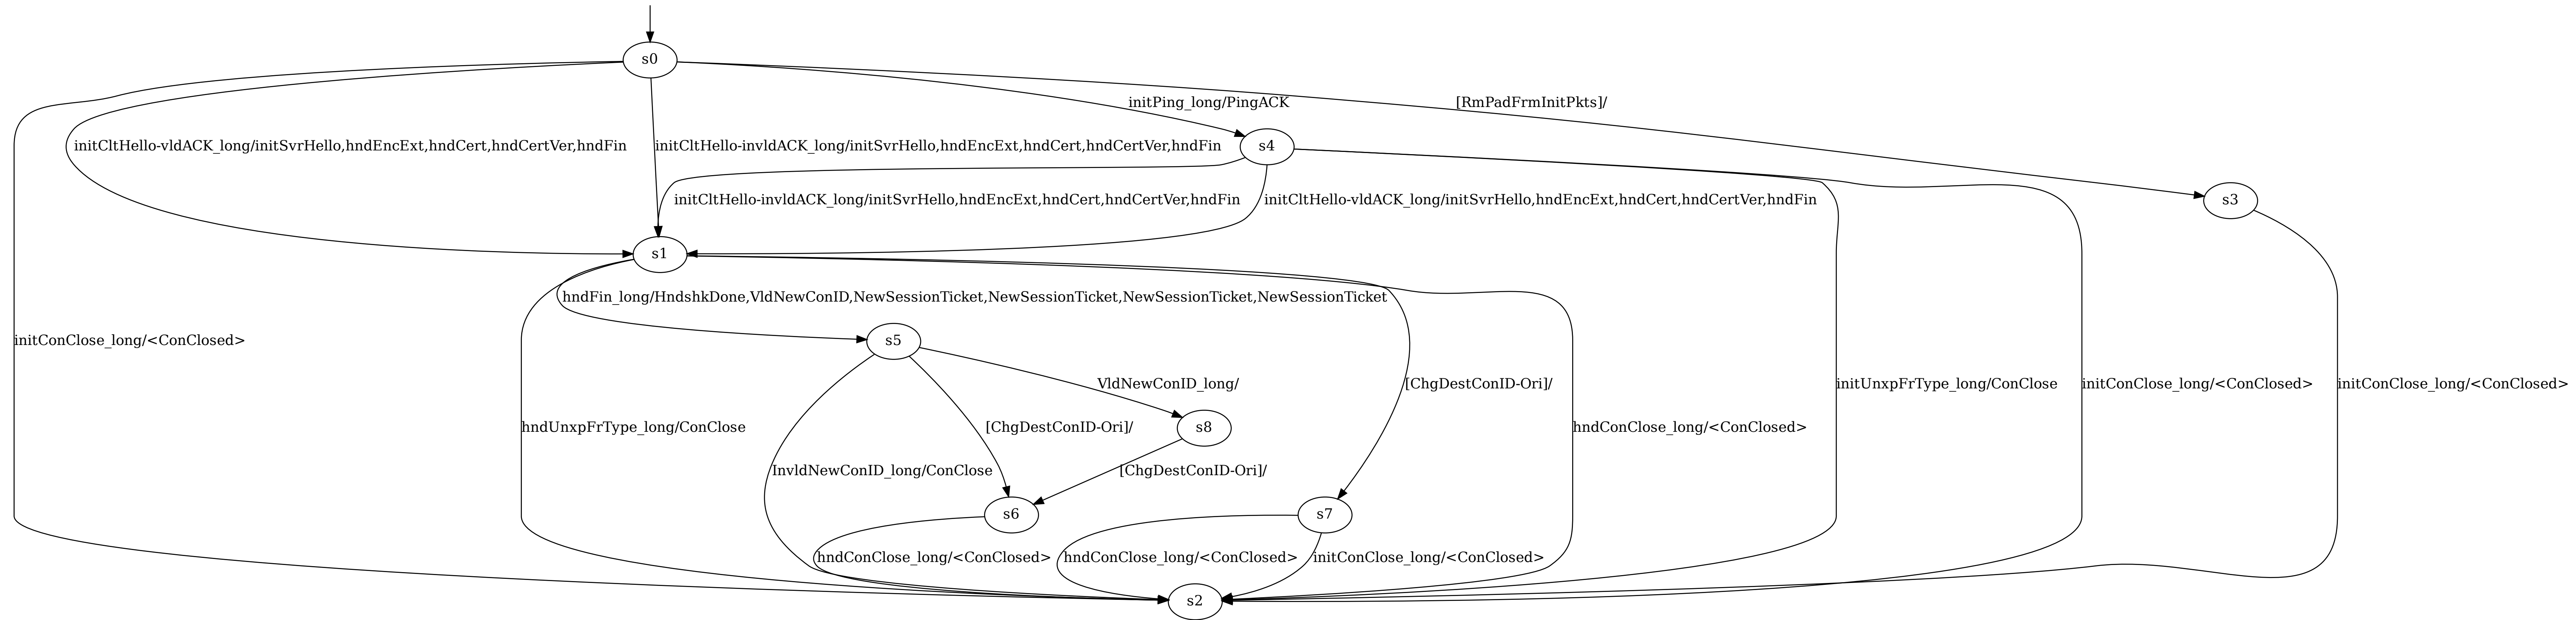 s0
initPing_long/PingACK
[RmPadFrmInitPkts]/
initCltHello-vldACK_long/initSvrHello,hndEncExt,hndCert,hndCertVer,hndFin
initCltHello-invldACK_long/initSvrHello,hndEncExt,hndCert,hndCertVer,hndFin
s4
initCltHello-invldACK_long/initSvrHello,hndEncExt,hndCert,hndCertVer,hndFin
initCltHello-vldACK_long/initSvrHello,hndEncExt,hndCert,hndCertVer,hndFin
s3
s1
hndFin_long/HndshkDone,VldNewConID,NewSessionTicket,NewSessionTicket,NewSessionTicket,NewSessionTicket
initConClose_long/<ConClosed>
s5
VldNewConID_long/
[ChgDestConID-Ori]/
initUnxpFrType_long/ConClose
initConClose_long/<ConClosed>
initConClose_long/<ConClosed>
hndUnxpFrType_long/ConClose
[ChgDestConID-Ori]/
s8
hndConClose_long/<ConClosed>
InvldNewConID_long/ConClose
[ChgDestConID-Ori]/
s6
s7
hndConClose_long/<ConClosed>
hndConClose_long/<ConClosed>
initConClose_long/<ConClosed>
s2